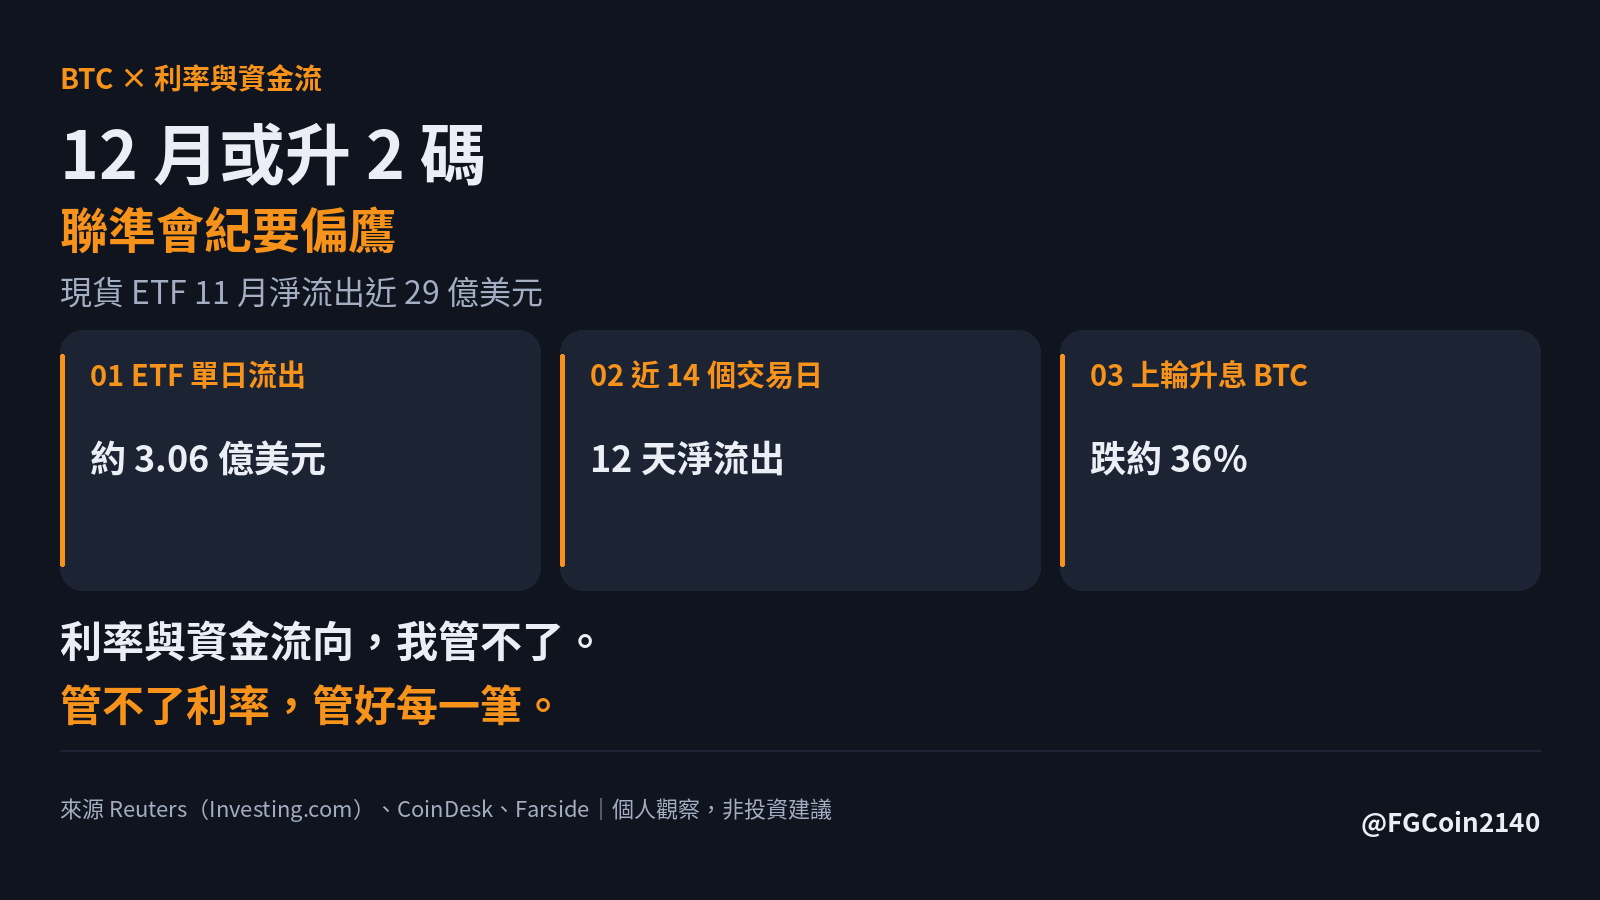 BTC × 利率與資金流
12 月或升 2 碼
聯準會紀要偏鷹
現貨 ETF 11 月淨流出近 29 億美元
01 ETF 單日流出
約 3.06 億美元
02 近 14 個交易日
12 天淨流出
03 上輪升息 BTC
跌約 36%
利率與資金流向，我管不了。
管不了利率，管好每一筆。
來源 Reuters（Investing.com）、CoinDesk、Farside｜個人觀察，非投資建議
@FGCoin2140